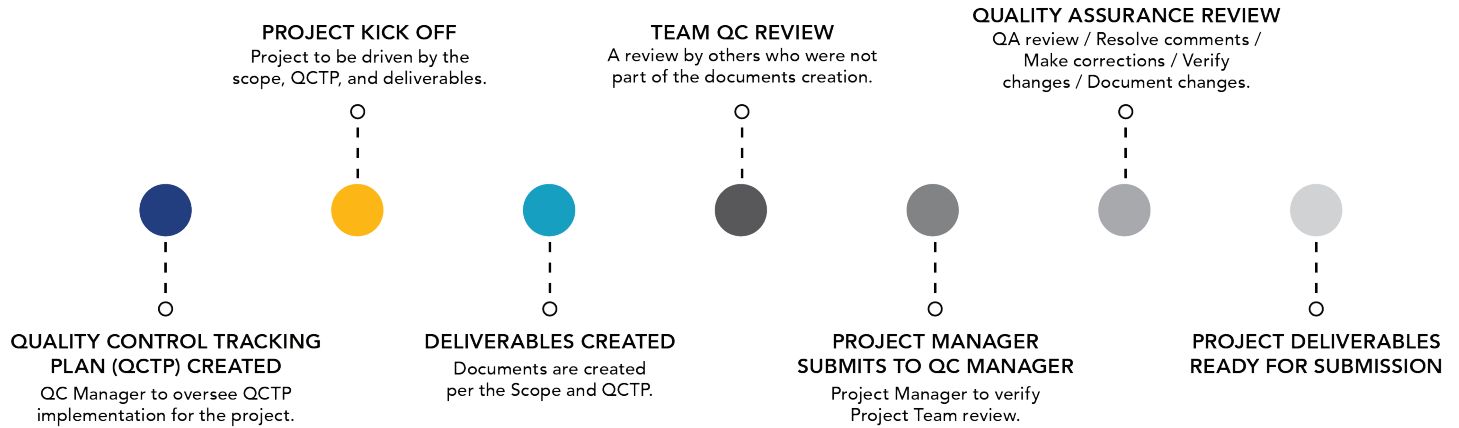 QUALITY CONTROL TRACKING
PLAN (QCTP) CREATED
QC Manager to oversee QCTP
implementation for the project.
PROJECT KICK OFF
Project to be driven by the
scope, QCTP, and deliverables.
DELIVERABLES CREATED
Documents are created
per the Scope and QCTP.
TEAM QC REVIEW
A review by others who were not
part of the documents creation.
PROJECT MANAGER
SUBMITS TO QC MANAGER
Project Manager to verify
Project Team review.
QUALITY ASSURANCE REVIEW
QA review / Resolve comments /
Make corrections / Verify
changes / Document changes.
PROJECT DELIVERABLES
READY FOR SUBMISSION